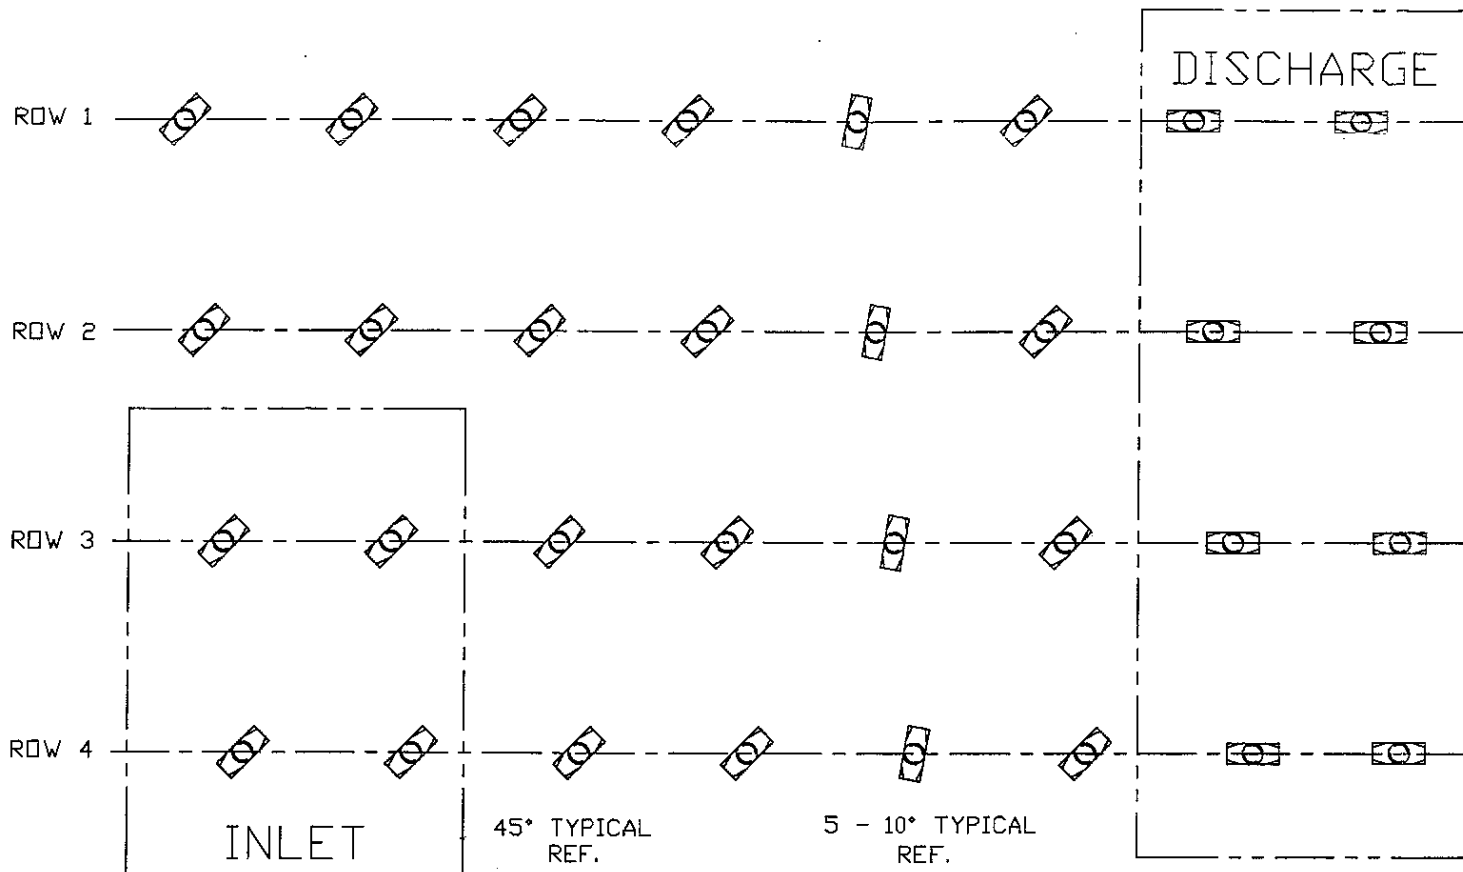 DISCHARGE
ROW 1
ROW 2
ROW 3
ROW 4
INLET
45° TYPICAL
REF.
5 - 10° TYPICAL
REF.